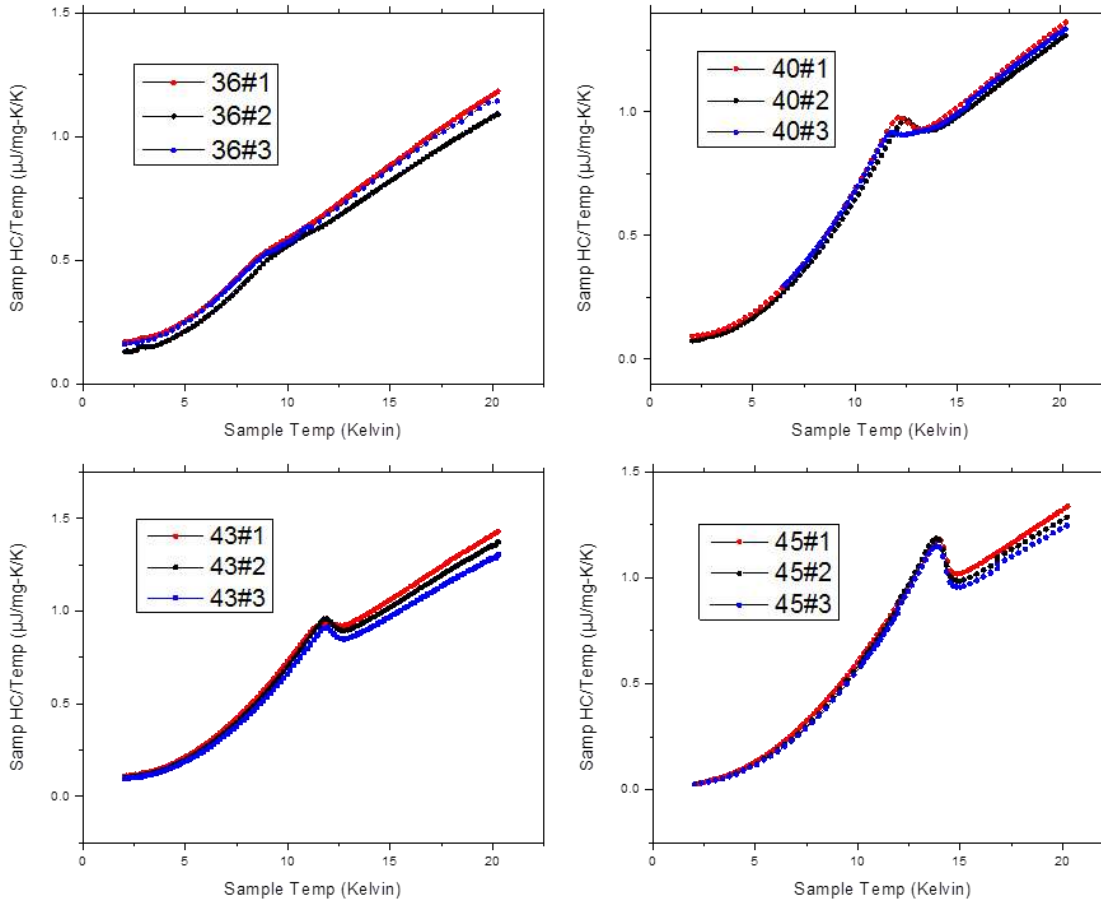 1.5
1.0
0.5
0.0
Samp HC/Temp (µJ/mg-K/K)
36#1
36#2
36#3
0 5 10 15 20
Sample Temp (Kelvin)
1.0
0.5
0.0
Samp HC/Temp (µJ/mg-K/K)
40#1
40#2
40#3
0 5 10 15 20
Sample Temp (Kelvin)
1.5
1.0
0.5
0.0
Samp HC/Temp (µJ/mg-K/K)
43#1
43#2
43#3
0 5 10 15 20
Sample Temp (Kelvin)
1.5
1.0
0.5
0.0
Samp HC/Temp (µJ/mg-K/K)
45#1
45#2
45#3
0 5 10 15 20
Sample Temp (Kelvin)